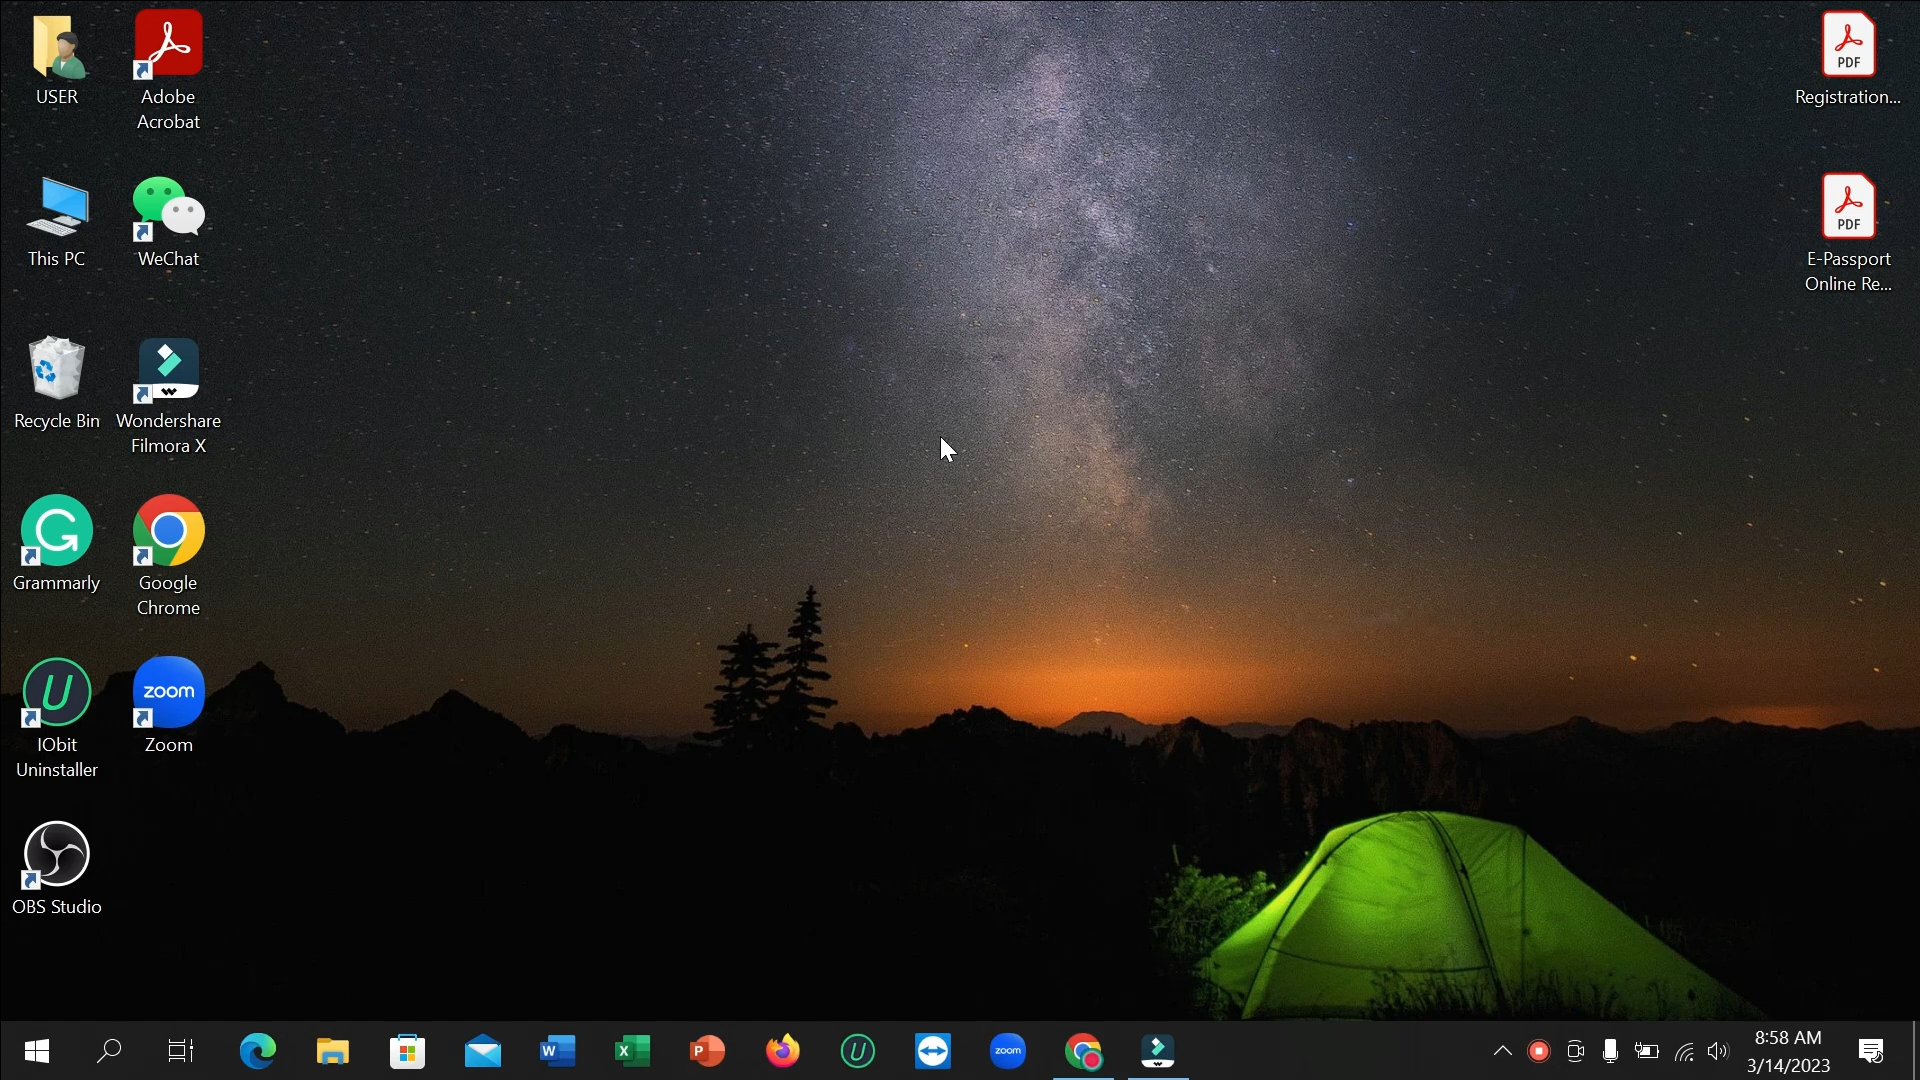 USER
Adobe
Acrobat
This PC
WeChat
Recycle Bin
Wondershare
Filmora X
Grammarly
Google
Chrome
IObit
Uninstaller
zoom
Zoom
OBS Studio
PDF
Registration...
PDF
E-Passport
Online Re...
W
X
P
zoom
8:58 AM
3/14/2023